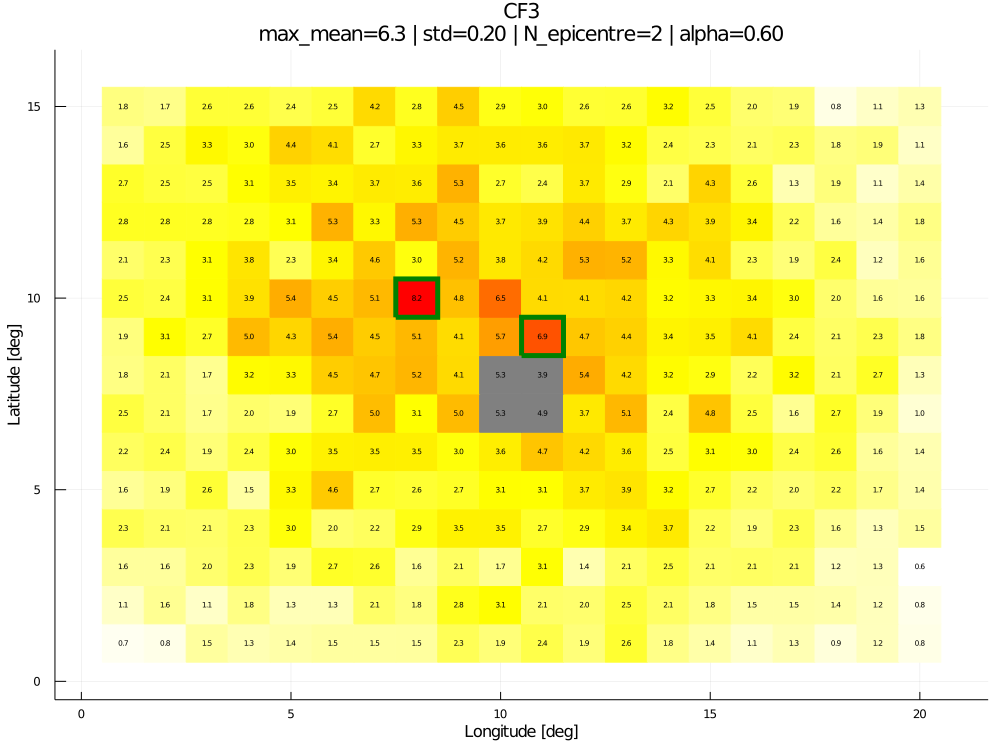 CF3
max_mean=6.3 | std=0.20 | N_epicentre=2 | alpha=0.60
15 1.8 1.7 2.6 2.6 2.4 2.5 4.2 2.8 4.5 2.9 3.0 2.6 2.6 3.2 2.5 2.0 1.9 0.8 1.1 1.3
1.6 2.5 3.3 3.0 4.4 4.1 2.7 3.3 3.7 3.6 3.6 3.7 3.2 2.4 2.3 2.1 2.3 1.8 1.9 1.1
2.7 2.5 2.5 3.1 3.5 3.4 3.7 3.6 5.3 2.7 2.4 3.7 2.9 2.1 4.3 2.6 1.3 1.9 1.1 1.4
2.8 2.8 2.8 2.8 3.1 5.3 3.3 5.3 4.5 3.7 3.9 4.4 3.7 4.3 3.9 3.4 2.2 1.6 1.4 1.8
2.1 2.3 3.1 3.8 2.3 3.4 4.6 3.0 5.2 3.8 4.2 5.3 5.2 3.3 4.1 2.3 1.9 2.4 1.2 1.6
10 2.5 2.4 3.1 3.9 5.4 4.5 5.1 8.2 4.8 6.5 4.1 4.1 4.2 3.2 3.3 3.4 3.0 2.0 1.6 1.6
1.9 3.1 2.7 5.0 4.3 5.4 4.5 5.1 4.1 5.7 6.9 4.7 4.4 3.4 3.5 4.1 2.4 2.1 2.3 1.8
1.8 2.1 1.7 3.2 3.3 4.5 4.7 5.2 4.1 5.3 3.9 5.4 4.2 3.2 2.9 2.2 3.2 2.1 2.7 1.3
2.5 2.1 1.7 2.0 1.9 2.7 5.0 3.1 5.0 5.3 4.9 3.7 5.1 2.4 4.8 2.5 1.6 2.7 1.9 1.0
2.2 2.4 1.9 2.4 3.0 3.5 3.5 3.5 3.0 3.6 4.7 4.2 3.6 2.5 3.1 3.0 2.4 2.6 1.6 1.4
5 1.6 1.9 2.6 1.5 3.3 4.6 2.7 2.6 2.7 3.1 3.1 3.7 3.9 3.2 2.7 2.2 2.0 2.2 1.7 1.4
2.3 2.1 2.1 2.3 3.0 2.0 2.2 2.9 3.5 3.5 2.7 2.9 3.4 3.7 2.2 1.9 2.3 1.6 1.3 1.5
1.6 1.6 2.0 2.3 1.9 2.7 2.6 1.6 2.1 1.7 3.1 1.4 2.1 2.5 2.1 2.1 2.1 1.2 1.3 0.6
1.1 1.6 1.1 1.8 1.3 1.3 2.1 1.8 2.8 3.1 2.1 2.0 2.5 2.1 1.8 1.5 1.5 1.4 1.2 0.8
0.7 0.8 1.5 1.3 1.4 1.5 1.5 1.5 2.3 1.9 2.4 1.9 2.6 1.8 1.4 1.1 1.3 0.9 1.2 0.8
0
Latitude [deg]
0 5 10 15 20
Longitude [deg]